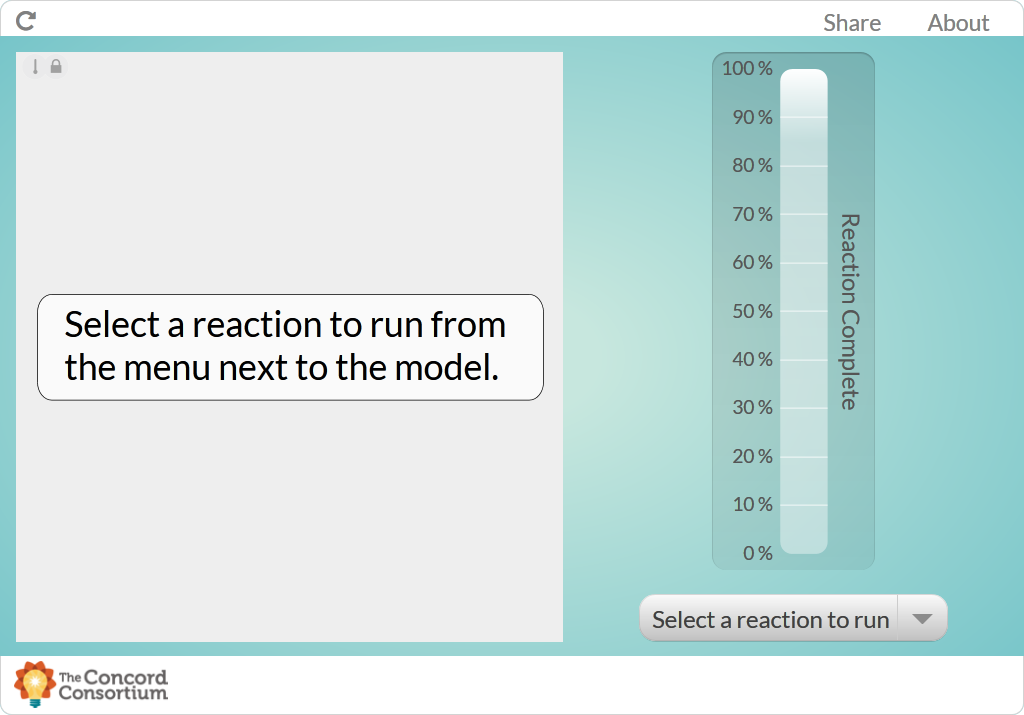 Share
About
Select a reaction to run from
the menu next to the model.
100 %
90 %
80 %
70 %
60 %
50 %
40 %
30 %
20 %
10 %
0 %
Reaction Complete
Select a reaction to run
The Concord
Consortium